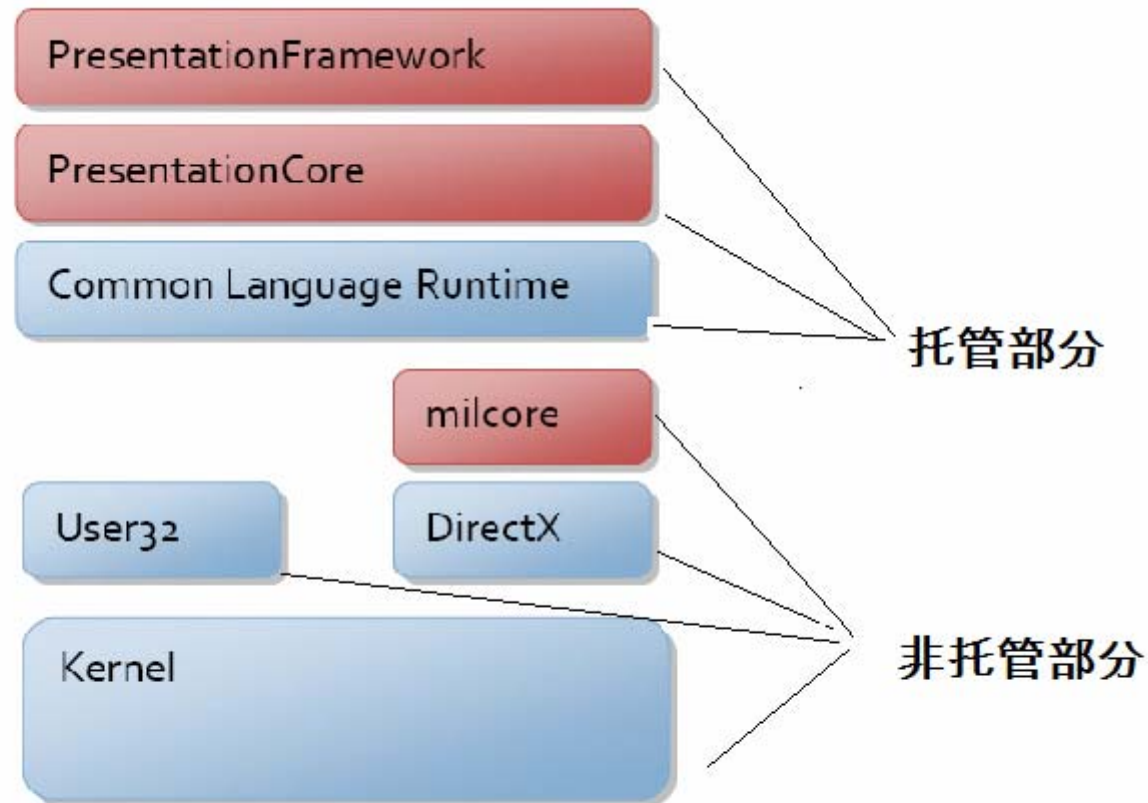 PresentationFramework
PresentationCore
Common Language Runtime
托管部分
milcore
User32
DirectX
Kernel
非托管部分